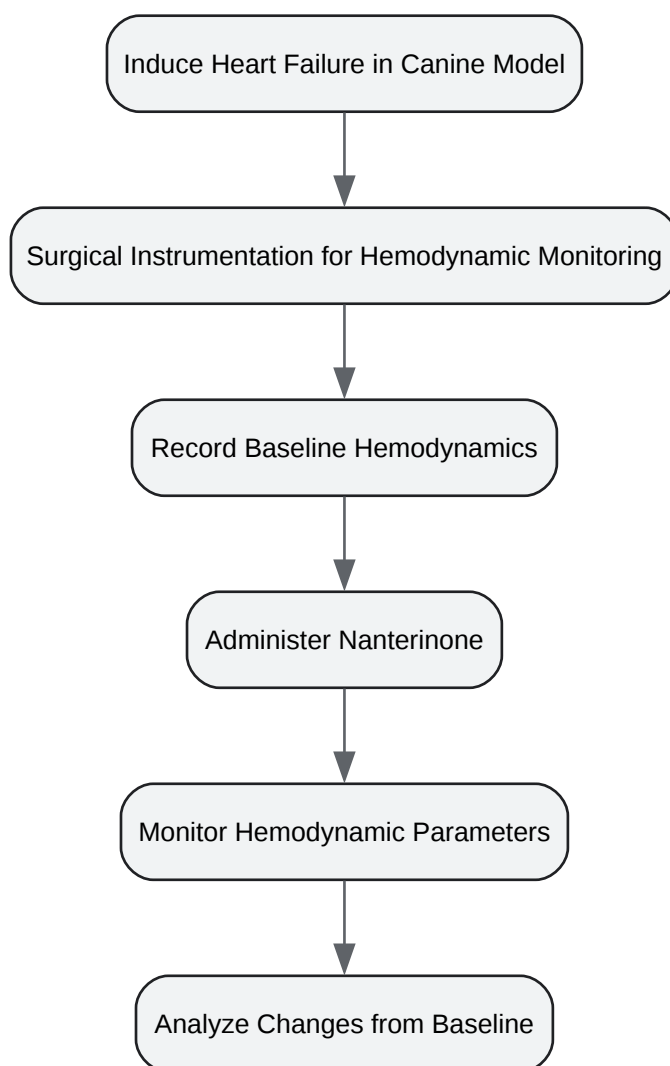 Induce Heart Failure in Canine Model
Surgical Instrumentation for Hemodynamic Monitoring
Record Baseline Hemodynamics
Administer Nanterinone
Monitor Hemodynamic Parameters
Analyze Changes from Baseline